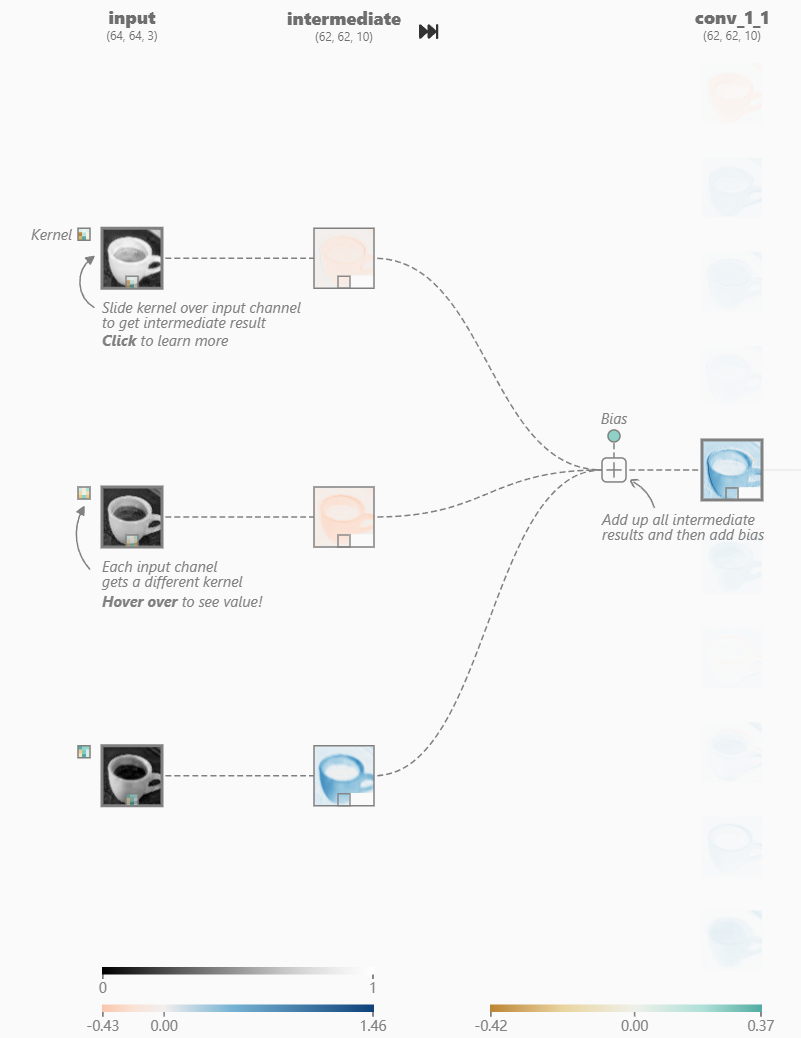 input intermediate conv_1_1
(64, 64, 3) (62, 62, 10) (62, 62, 10)
Kernel
Slide kernel over input channel
to get intermediate result
Click to learn more
Bias
Add up all intermediate
results and then add bias
Each input chanel
gets a different kernel
Hover over to see value!
0 1
-0.43 0.00 1.46 -0.42 0.00 0.37